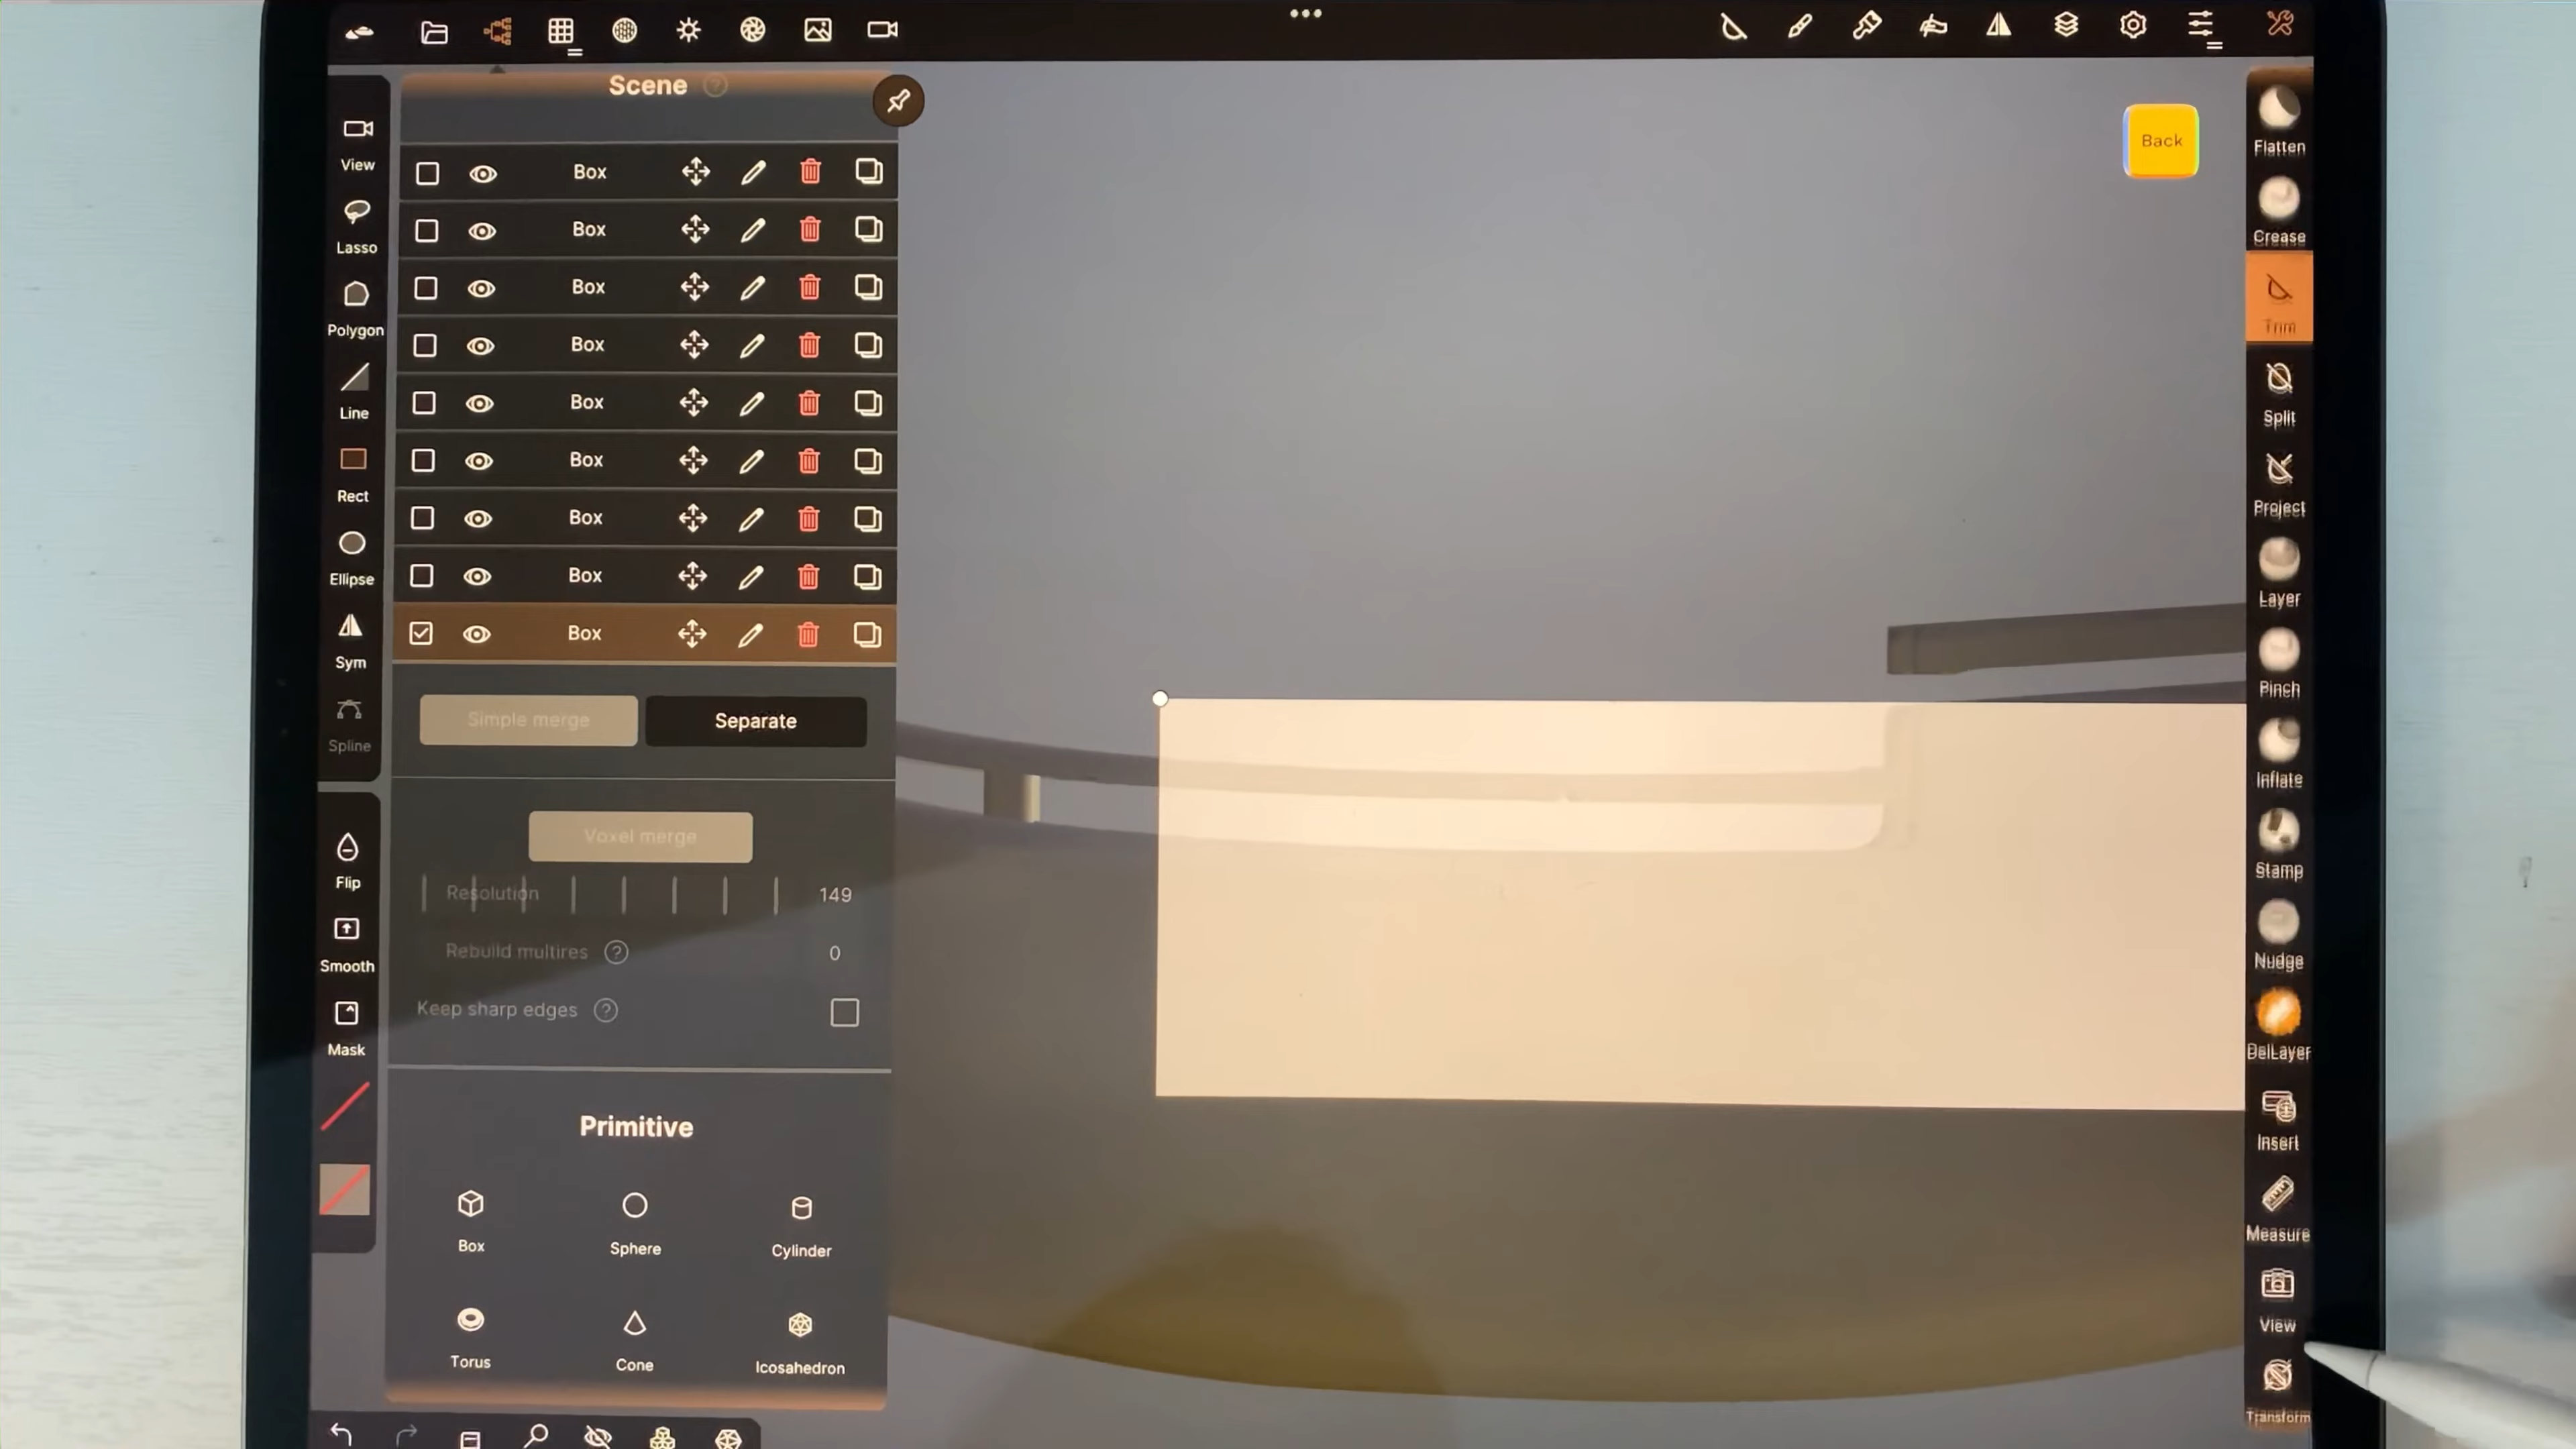 Scene
Back
View
Lasso
Polygon
Line
Rect
Ellipse
Sym
Spline
Flip
Smooth
Mask
Box
Box
Box
Box
Box
Box
Box
Box
Box
Simple merge
Separate
Voxel merge
Resolution 149
Rebuild multires ? 0
Keep sharp edges ?
Primitive
Box
Sphere
Cylinder
Torus
Cone
Icosahedron
Flatten
Crease
Trim
Split
Project
Layer
Pinch
Inflate
Stamp
Nudge
DelLayer
Insert
Measure
View
Transform